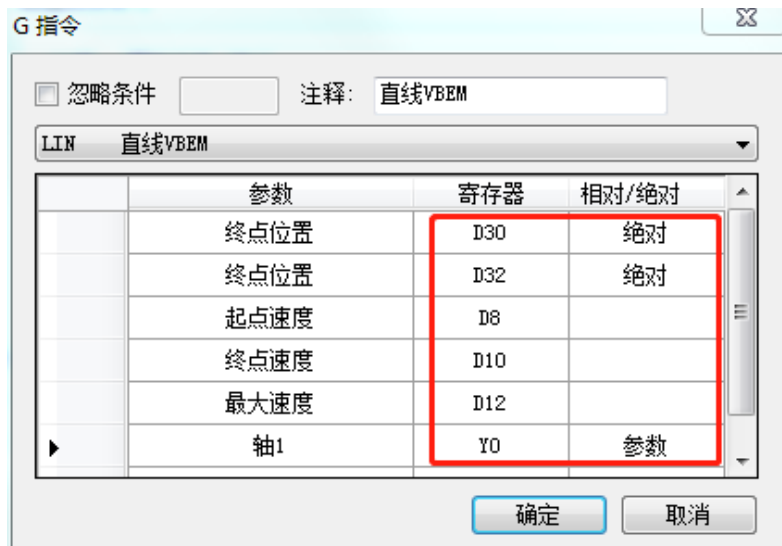 G 指令
忽略条件 注释: 直线VBEM
LIN 直线VBEM
参数 寄存器 相对/绝对
终点位置 D30 绝对
终点位置 D32 绝对
起点速度 D8
终点速度 D10
最大速度 D12
轴1 Y0 参数
确定 取消